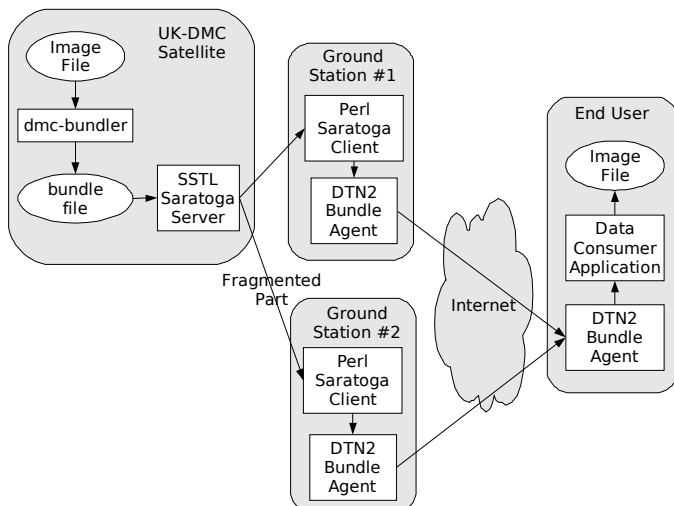 UK-DMC
Satellite
Image
File
dmc-bundler
bundle
file
SSTL
Saratoga
Server
Ground
Station #1
Perl
Saratoga
Client
DTN2
Bundle
Agent
Fragmented
Part
Ground
Station #2
Perl
Saratoga
Client
DTN2
Bundle
Agent
Internet
End User
Image
File
Data
Consumer
Application
DTN2
Bundle
Agent